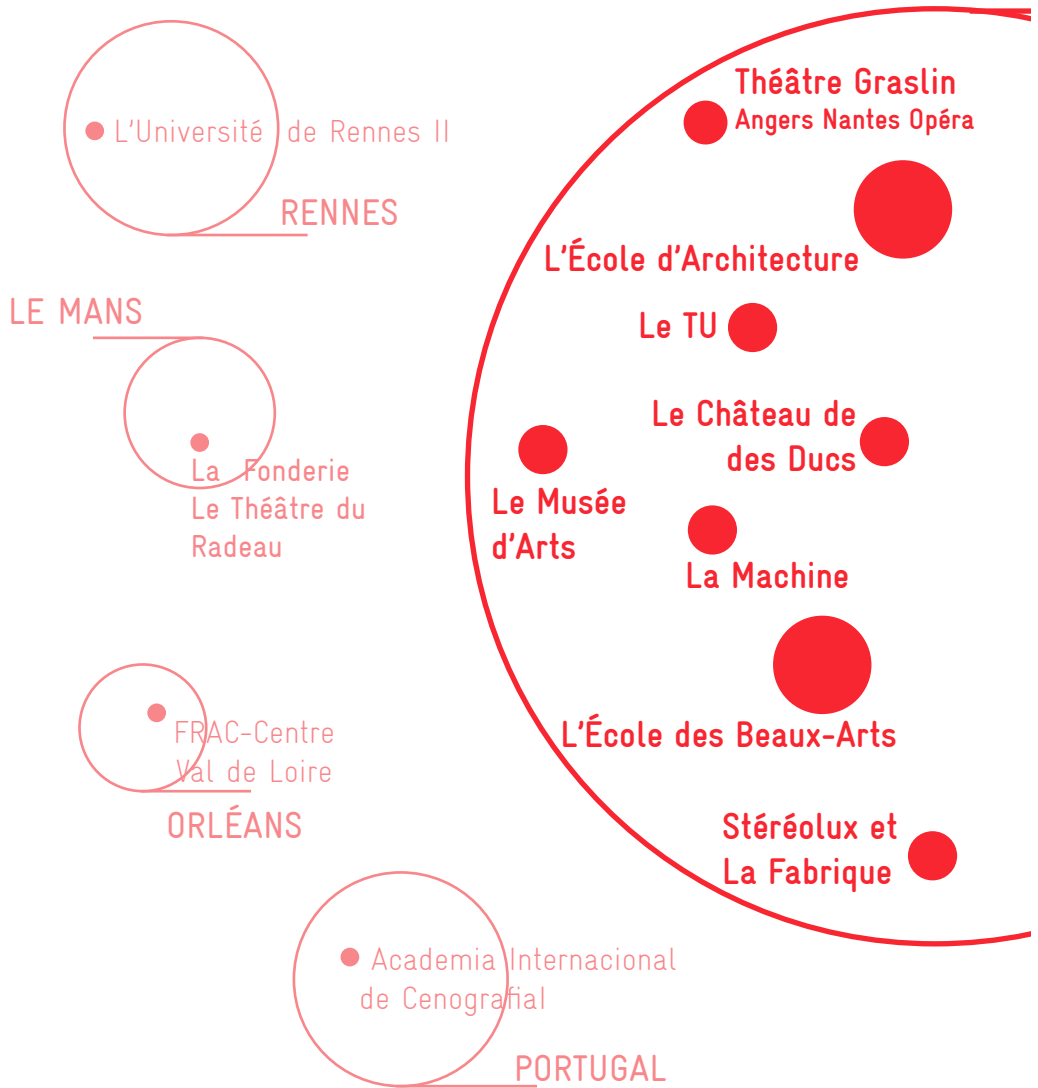 L'Université de Rennes II
RENNES
LE MANS
La Fonderie
Le Théâtre du
Radeau
FRAC-Centre
Val de Loire
ORLÉANS
Academia Internacional
de Cenografial
PORTUGAL
Théâtre Graslin
Angers Nantes Opéra
L'École d'Architecture
Le TU
Le Château de
des Ducs
Le Musée
d'Arts
La Machine
L'École des Beaux-Arts
Stéréolux et
La Fabrique